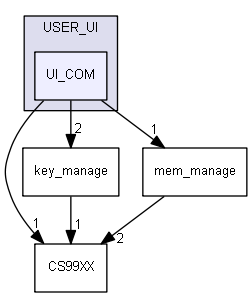 USER_UI
UI_COM
2
1
key_manage
mem_manage
1
1
2
CS99XX